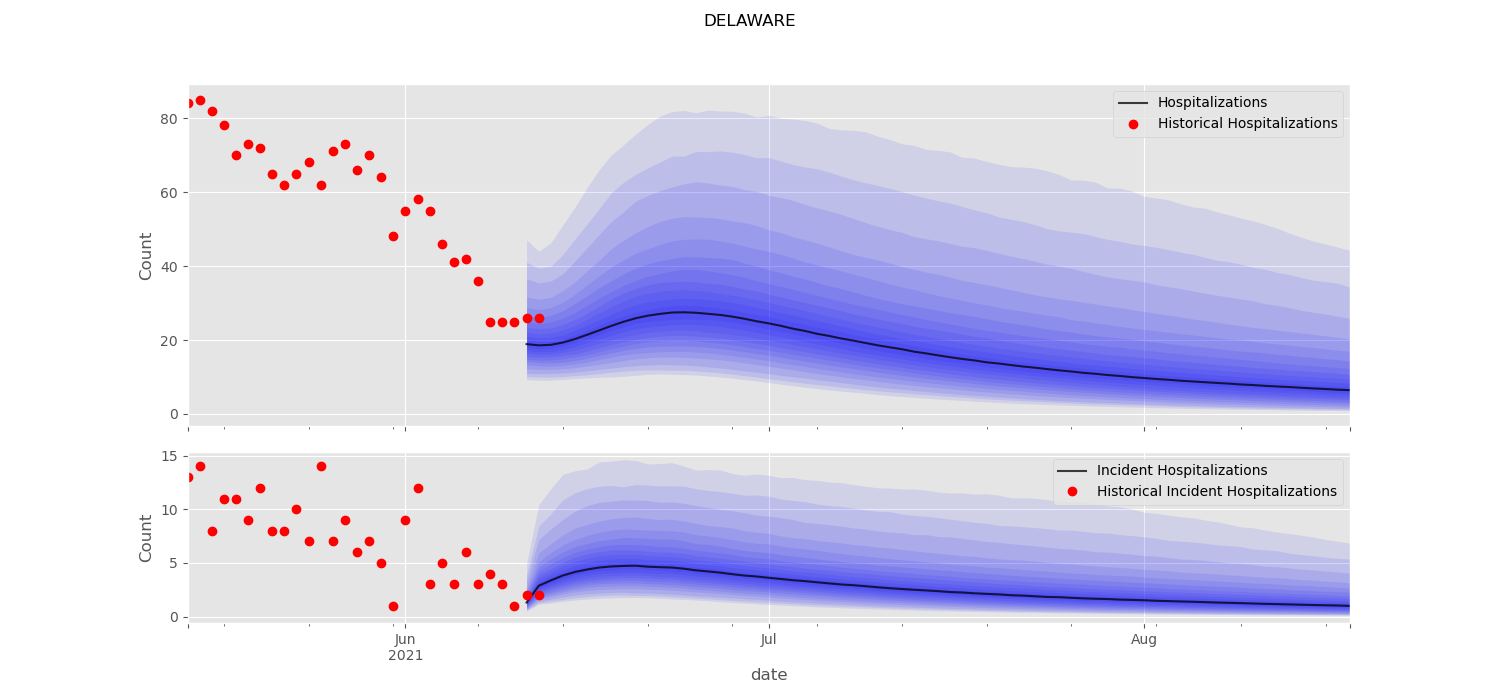 DELAWARE
Hospitalizations
Historical Hospitalizations
80
60
40
20
0
Count
Incident Hospitalizations
Historical Incident Hospitalizations
15
10
5
0
Count
Jun
2021
Jul
Aug
date